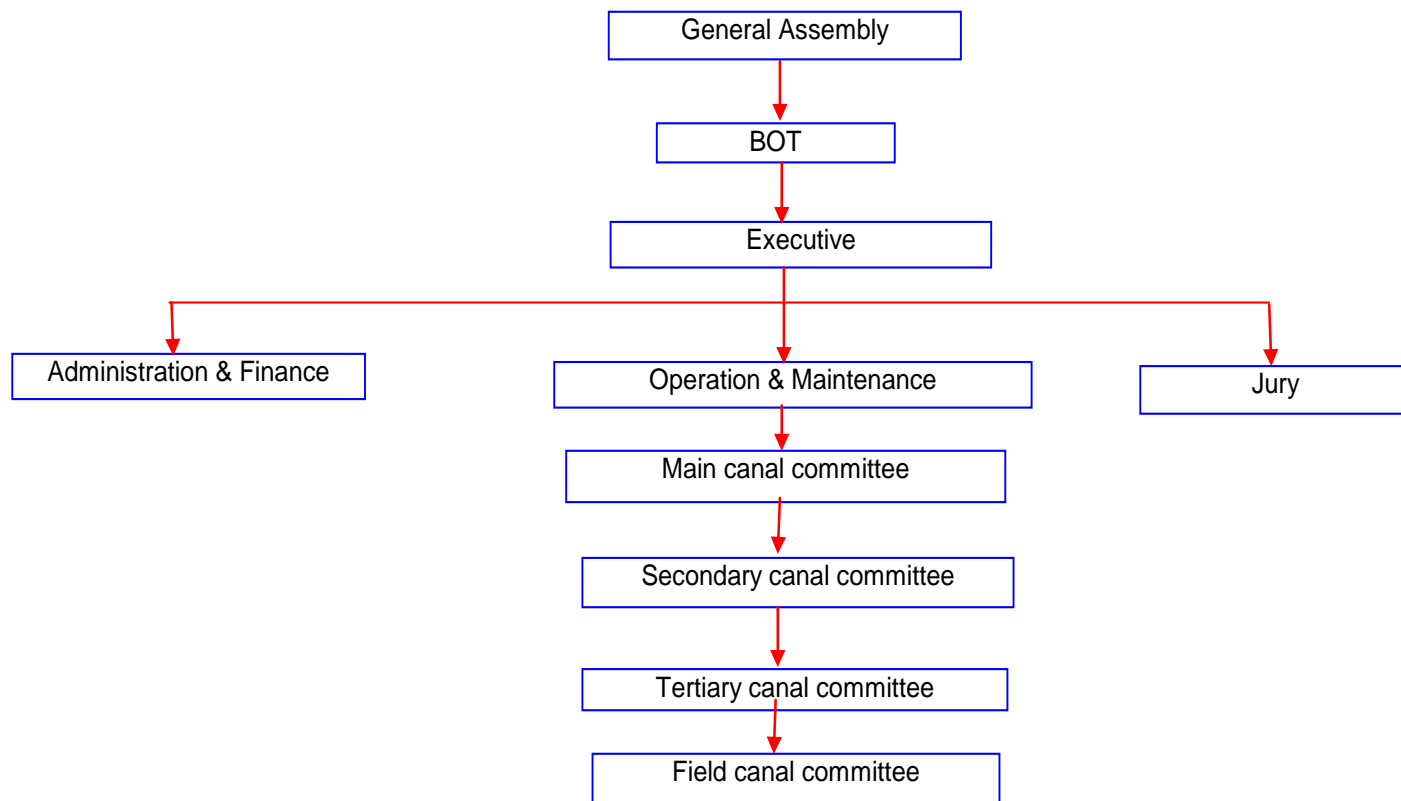 General Assembly
BOT
Executive
Administration & Finance
Operation & Maintenance
Jury
Main canal committee
Secondary canal committee
Tertiary canal committee
Field canal committee